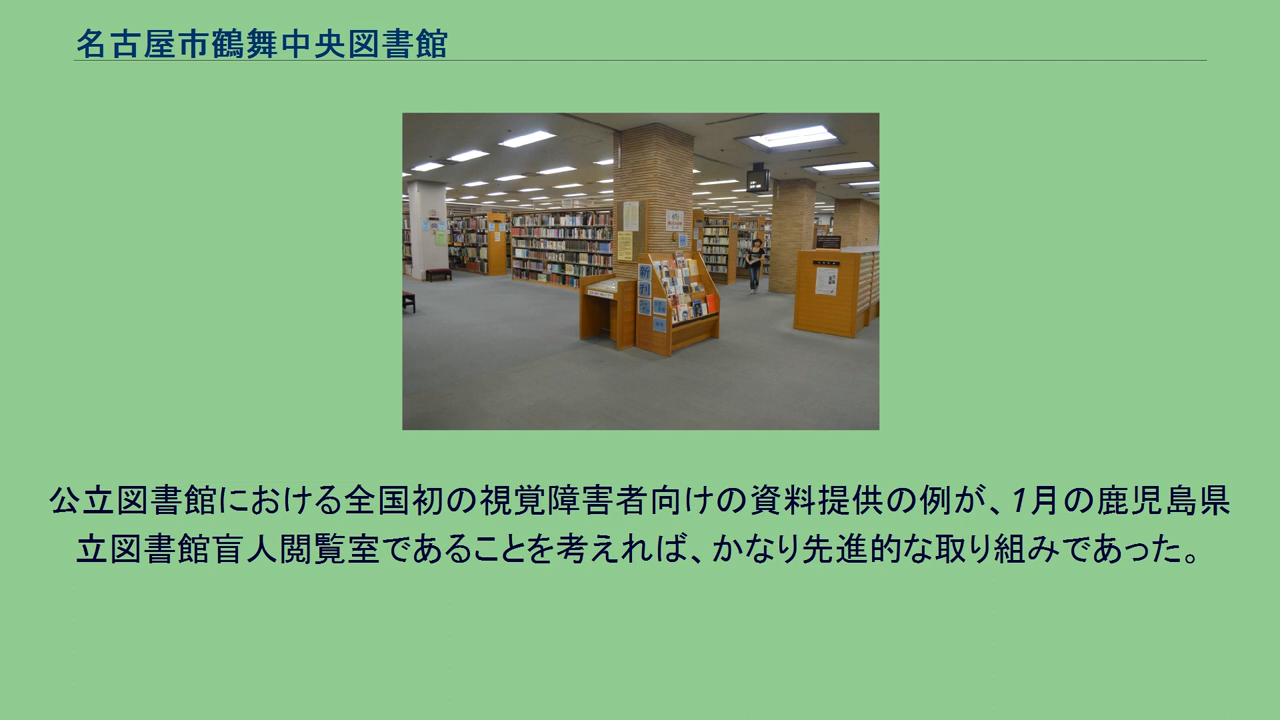 名古屋市鶴舞中央図書館
新刊
公立図書館における全国初の視覚障害者向けの資料提供の例が、1月の鹿児島県
立図書館盲人閲覧室であることを考えれば、かなり先進的な取り組みであった。